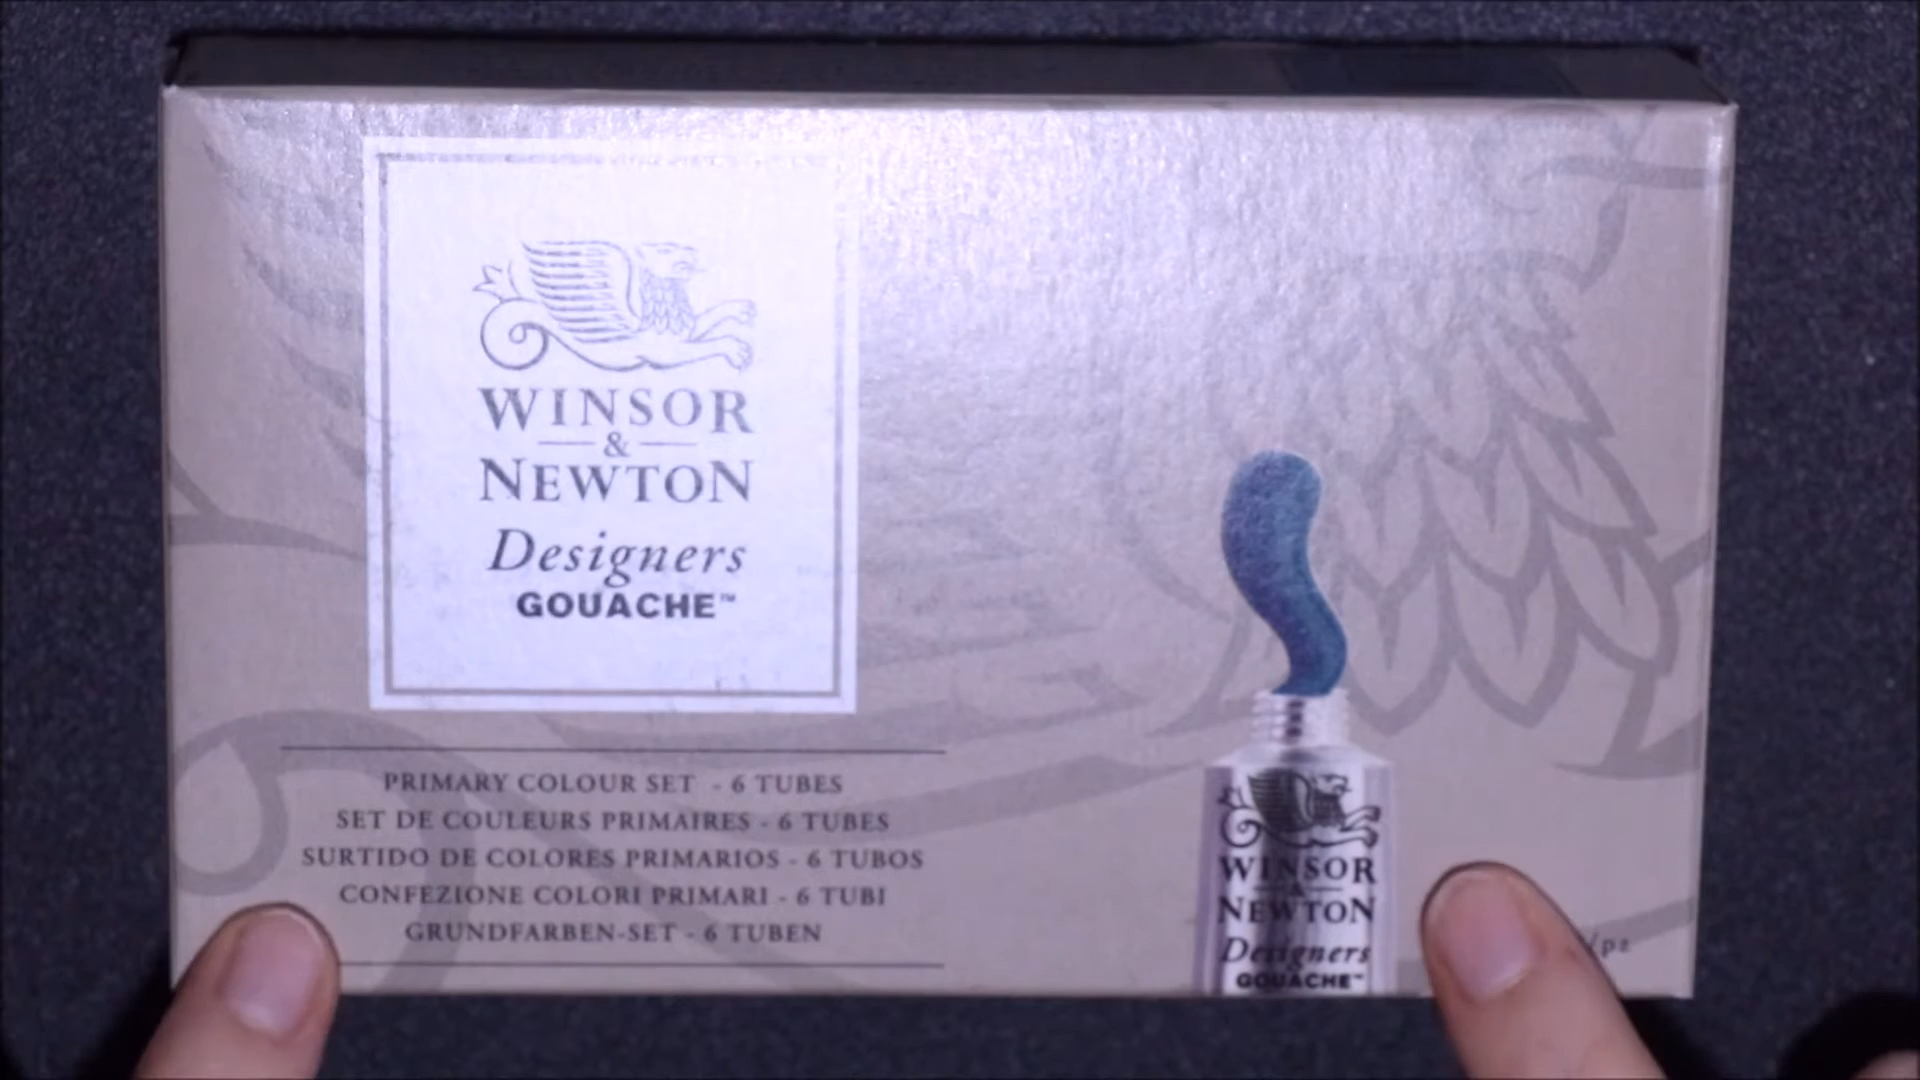 WINSOR
&
NEWTON
Designers
GOUACHE™
PRIMARY COLOUR SET - 6 TUBES
SET DE COULEURS PRIMAIRES - 6 TUBES
SURTIDO DE COLORES PRIMARIOS - 6 TUBOS
CONFEZIONE COLORI PRIMARI - 6 TUBI
GRUNDFARBEN-SET - 6 TUBEN
WINSOR
&
NEWTON
Designers
GOUACHE™